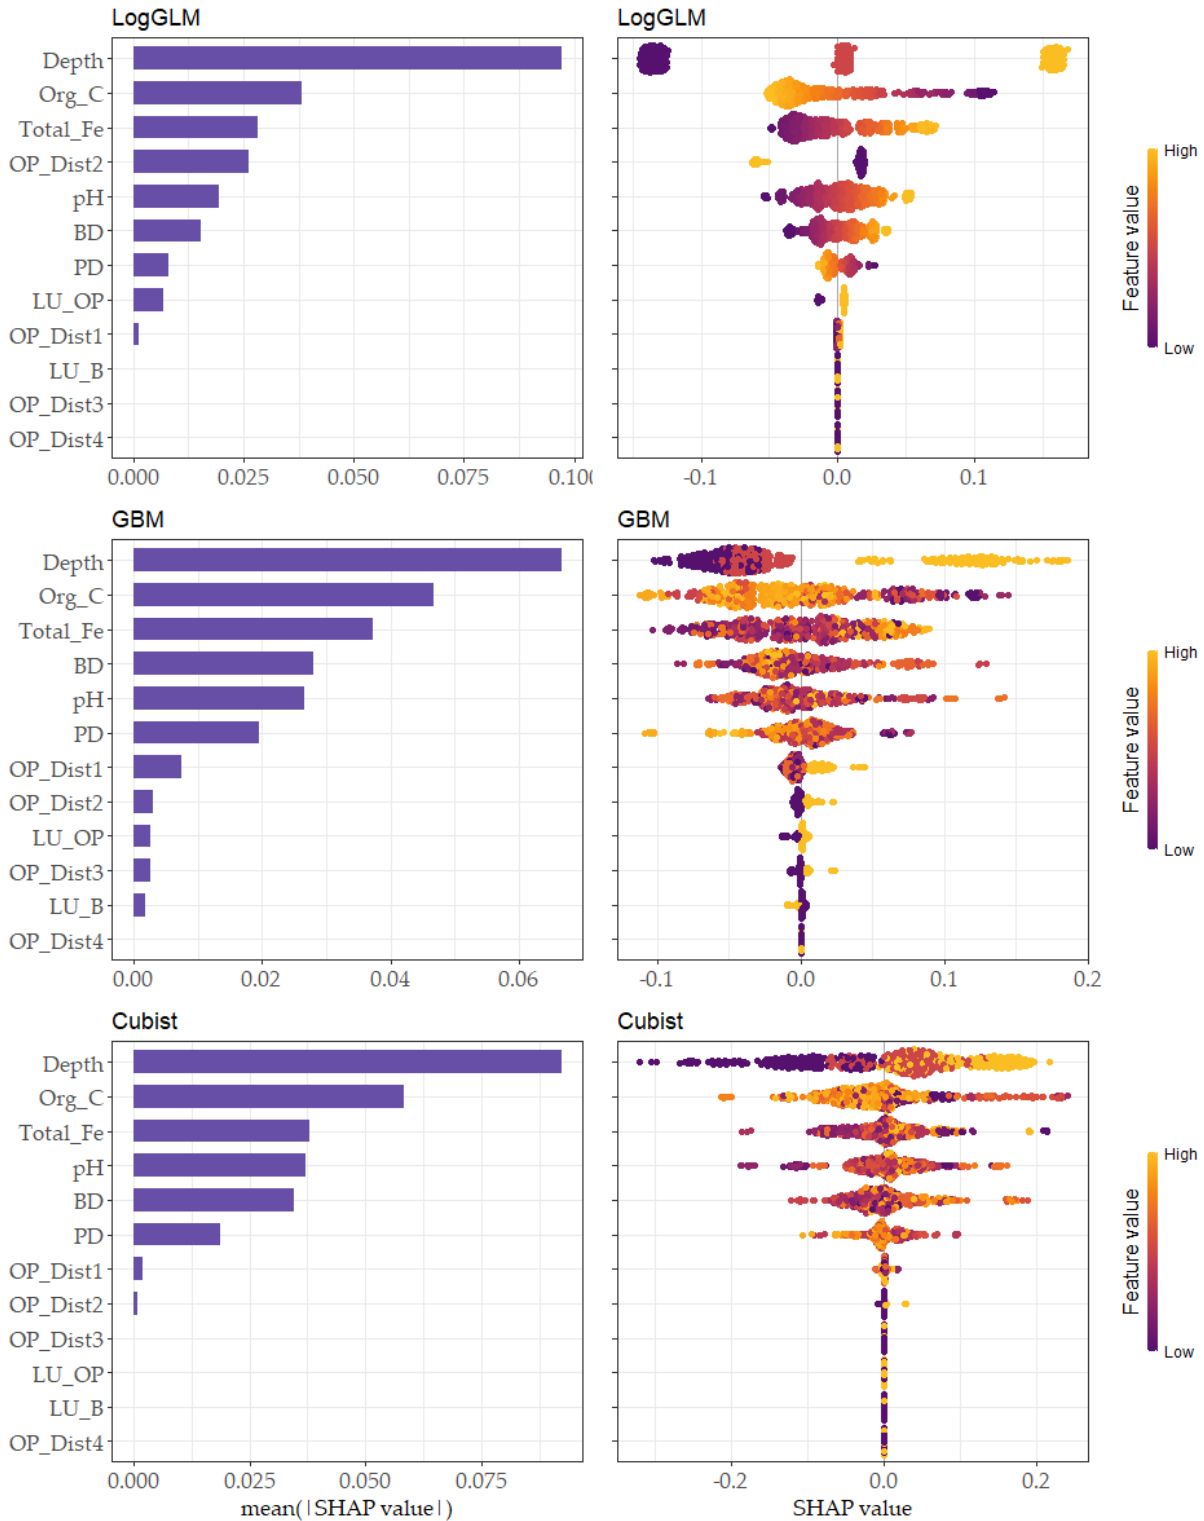 LogGLM
LogGLM
Depth
Org_C
Total_Fe
OP_Dist2
pH
BD
PD
LU_OP
OP_Dist1
LU_B
OP_Dist3
OP_Dist4
0.000 0.025 0.050 0.075 0.100
-0.1 0.0 0.1
Feature value
High
Low
GBM
GBM
Depth
Org_C
Total_Fe
BD
pH
PD
OP_Dist1
OP_Dist2
LU_OP
OP_Dist3
LU_B
OP_Dist4
0.00 0.02 0.04 0.06
-0.1 0.0 0.1 0.2
Feature value
High
Low
Cubist
Cubist
Depth
Org_C
Total_Fe
pH
BD
PD
OP_Dist1
OP_Dist2
OP_Dist3
LU_OP
LU_B
OP_Dist4
0.000 0.025 0.050 0.075
mean(|SHAP value|)
-0.2 0.0 0.2
SHAP value
Feature value
High
Low